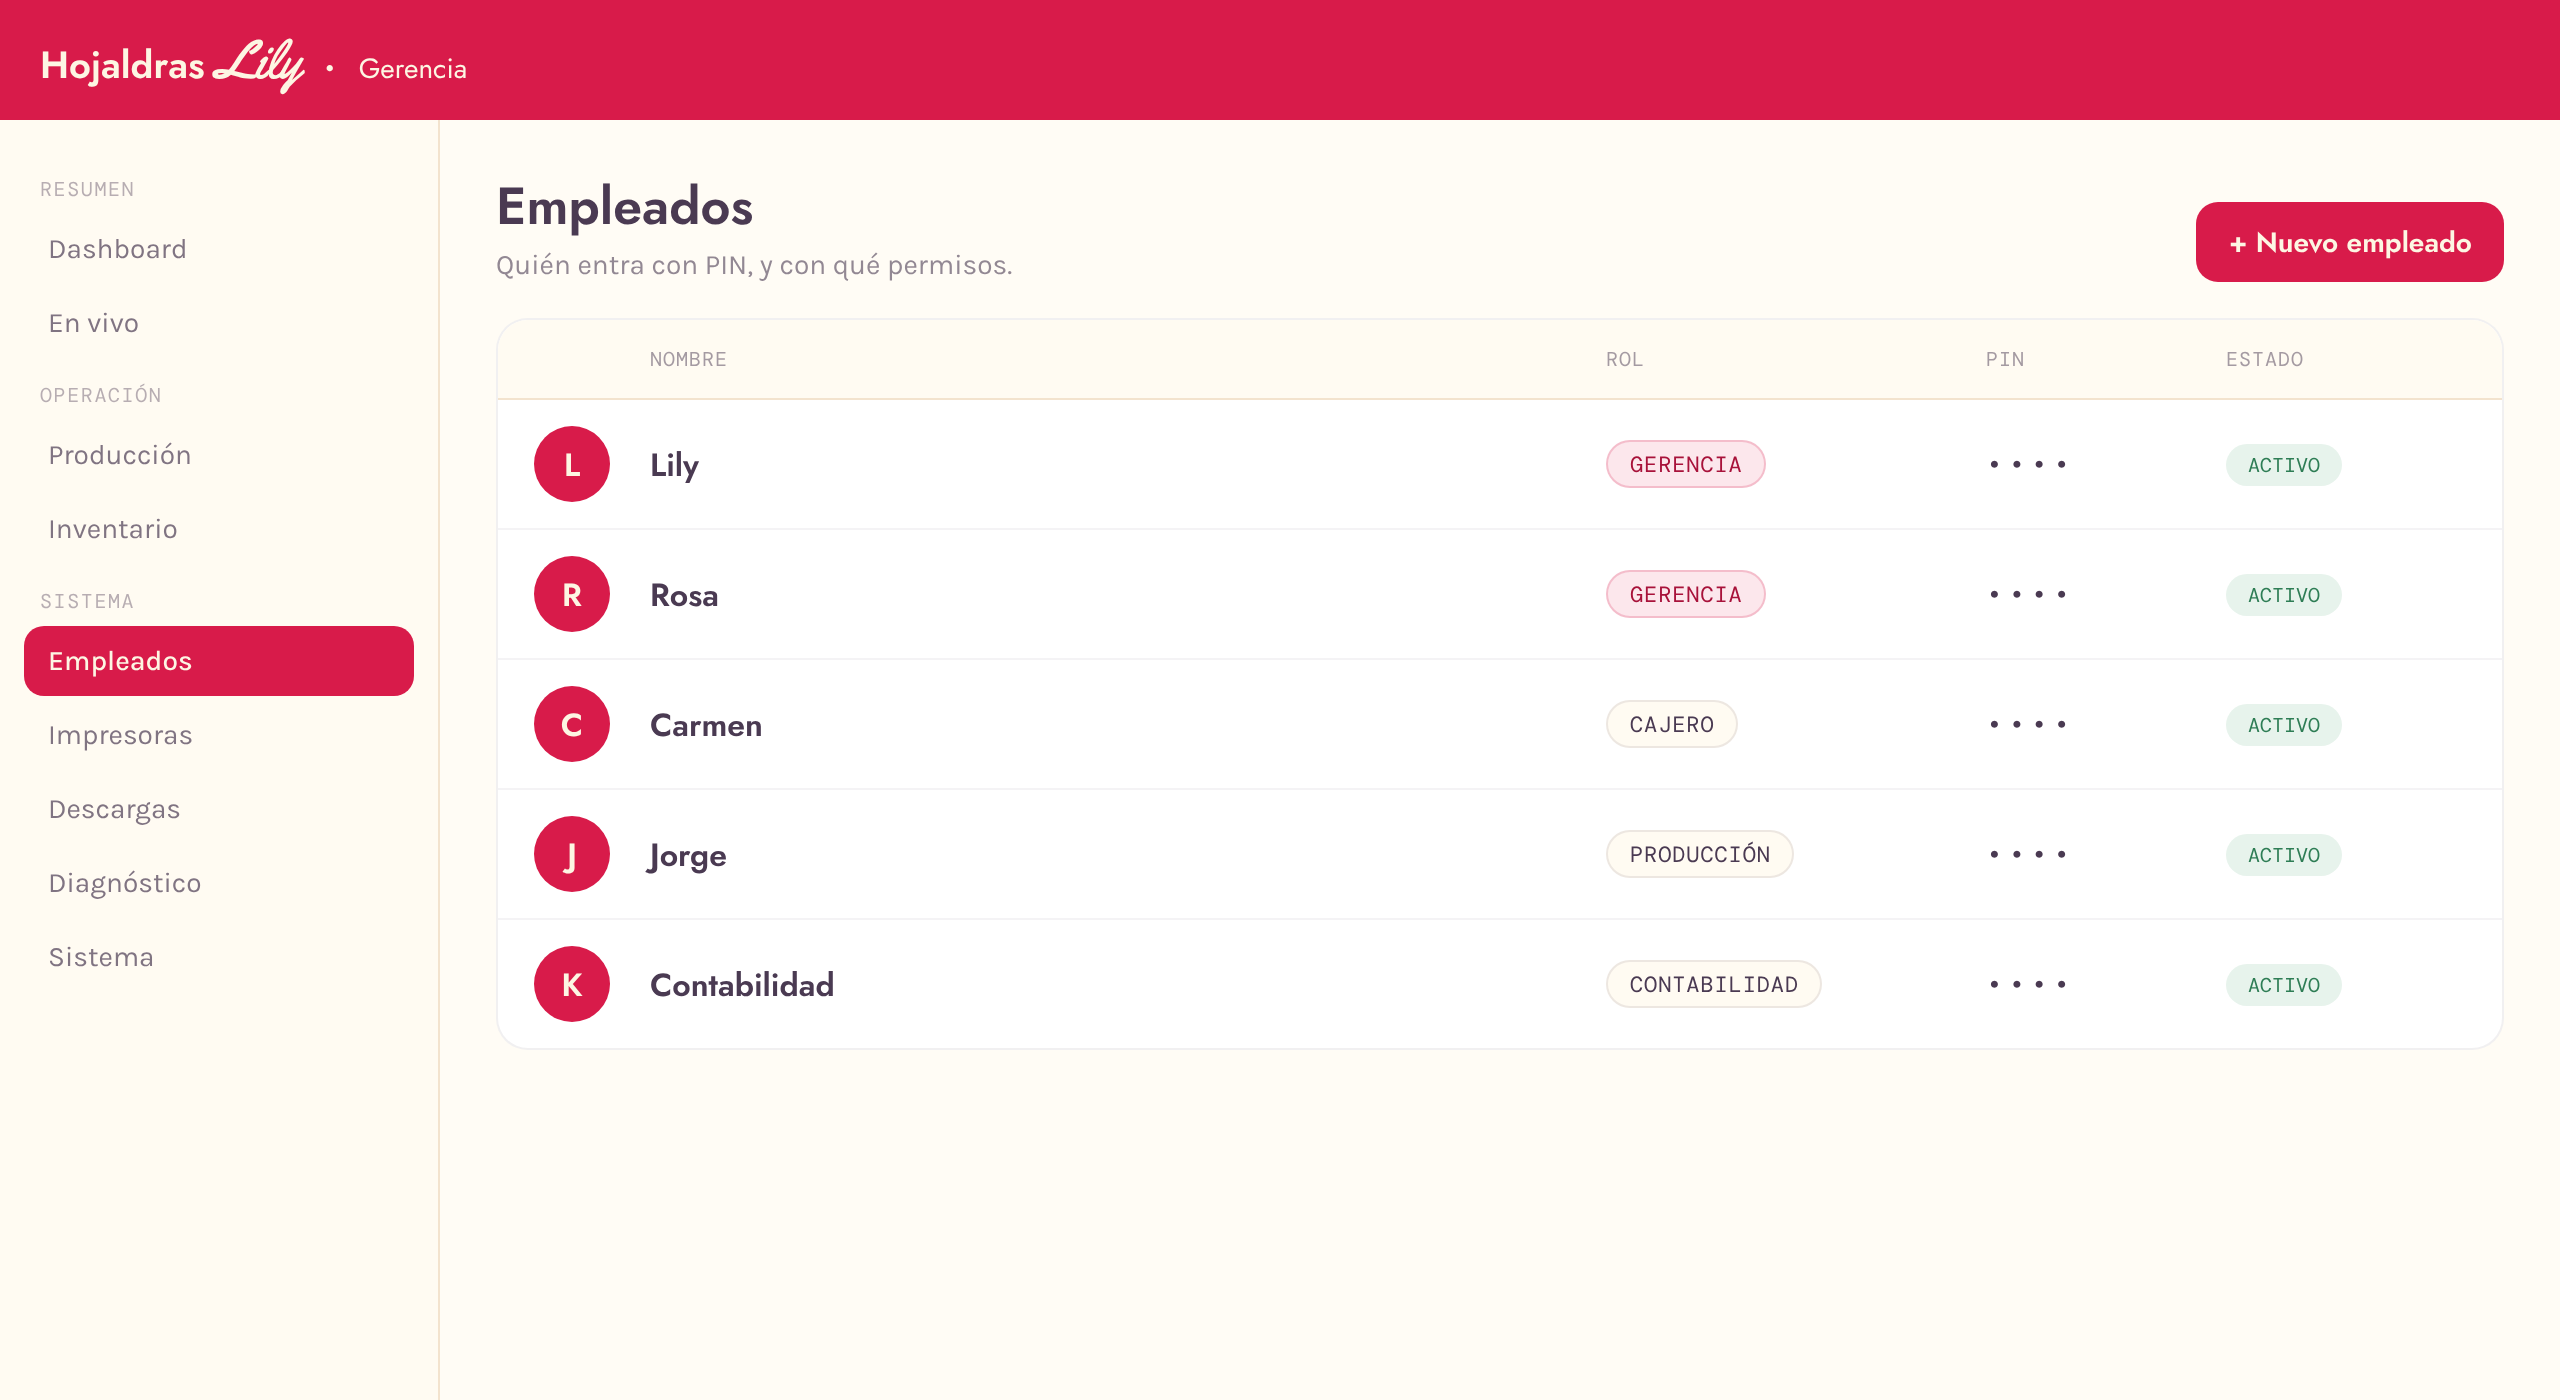 Hojaldras Lily • Gerencia
RESUMEN
Dashboard
En vivo
OPERACIÓN
Producción
Inventario
SISTEMA
Empleados
Impresoras
Descargas
Diagnóstico
Sistema
Empleados
Quién entra con PIN, y con qué permisos.
+ Nuevo empleado
NOMBRE ROL PIN ESTADO
L Lily GERENCIA •••• ACTIVO
R Rosa GERENCIA •••• ACTIVO
C Carmen CAJERO •••• ACTIVO
J Jorge PRODUCCIÓN •••• ACTIVO
K Contabilidad CONTABILIDAD •••• ACTIVO